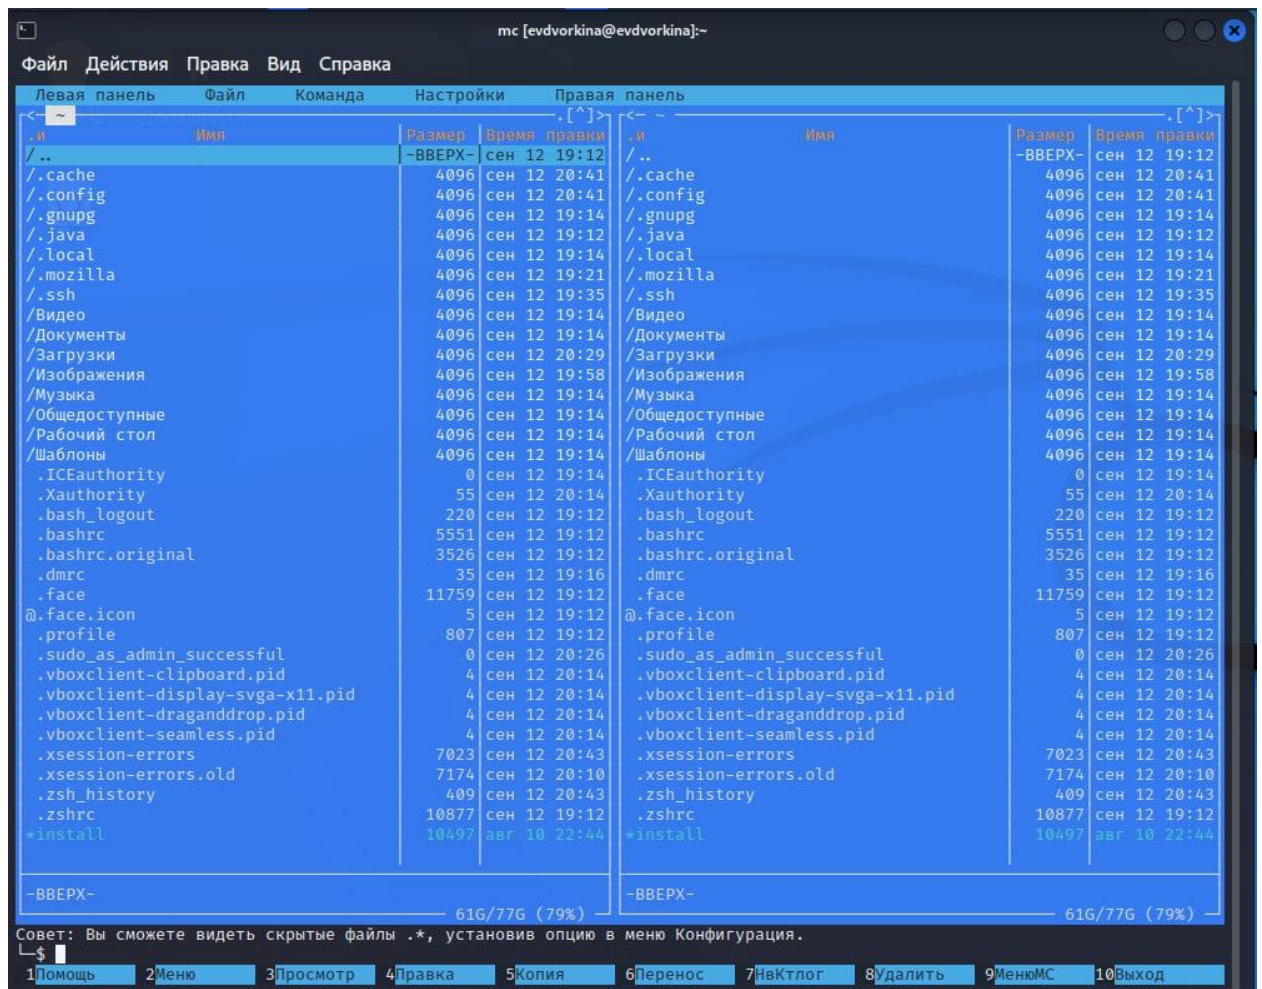 mc [evdvorkina@evdvorkina]:~
Файл Действия Правка Вид Справка
Левая панель Файл Команда Настройки Правая панель
<- ~ .[^]> <- ~ .[^]>
.и Имя Размер Время правки .и Имя Размер Время правки
/.. -ВВЕРХ- сен 12 19:12 /.. -ВВЕРХ- сен 12 19:12
/.cache 4096 сен 12 20:41 /.cache 4096 сен 12 20:41
/.config 4096 сен 12 20:41 /.config 4096 сен 12 20:41
/.gnupg 4096 сен 12 19:14 /.gnupg 4096 сен 12 19:14
/.java 4096 сен 12 19:12 /.java 4096 сен 12 19:12
/.local 4096 сен 12 19:14 /.local 4096 сен 12 19:14
/.mozilla 4096 сен 12 19:21 /.mozilla 4096 сен 12 19:21
/.ssh 4096 сен 12 19:35 /.ssh 4096 сен 12 19:35
/Видео 4096 сен 12 19:14 /Видео 4096 сен 12 19:14
/Документы 4096 сен 12 19:14 /Документы 4096 сен 12 19:14
/Загрузки 4096 сен 12 20:29 /Загрузки 4096 сен 12 20:29
/Изображения 4096 сен 12 19:58 /Изображения 4096 сен 12 19:58
/Музыка 4096 сен 12 19:14 /Музыка 4096 сен 12 19:14
/Общедоступные 4096 сен 12 19:14 /Общедоступные 4096 сен 12 19:14
/Рабочий стол 4096 сен 12 19:14 /Рабочий стол 4096 сен 12 19:14
/Шаблоны 4096 сен 12 19:14 /Шаблоны 4096 сен 12 19:14
.ICEauthority 0 сен 12 19:14 .ICEauthority 0 сен 12 19:14
.Xauthority 55 сен 12 20:14 .Xauthority 55 сен 12 20:14
.bash_logout 220 сен 12 19:12 .bash_logout 220 сен 12 19:12
.bashrc 5551 сен 12 19:12 .bashrc 5551 сен 12 19:12
.bashrc.original 3526 сен 12 19:12 .bashrc.original 3526 сен 12 19:12
.dmrc 35 сен 12 19:16 .dmrc 35 сен 12 19:16
.face 11759 сен 12 19:12 .face 11759 сен 12 19:12
@.face.icon 5 сен 12 19:12 @.face.icon 5 сен 12 19:12
.profile 807 сен 12 19:12 .profile 807 сен 12 19:12
.sudo_as_admin_successful 0 сен 12 20:26 .sudo_as_admin_successful 0 сен 12 20:26
.vboxclient-clipboard.pid 4 сен 12 20:14 .vboxclient-clipboard.pid 4 сен 12 20:14
.vboxclient-display-svga-x11.pid 4 сен 12 20:14 .vboxclient-display-svga-x11.pid 4 сен 12 20:14
.vboxclient-draganddrop.pid 4 сен 12 20:14 .vboxclient-draganddrop.pid 4 сен 12 20:14
.vboxclient-seamless.pid 4 сен 12 20:14 .vboxclient-seamless.pid 4 сен 12 20:14
.xsession-errors 7023 сен 12 20:43 .xsession-errors 7023 сен 12 20:43
.xsession-errors.old 7174 сен 12 20:10 .xsession-errors.old 7174 сен 12 20:10
.zsh_history 409 сен 12 20:43 .zsh_history 409 сен 12 20:43
.zshrc 10877 сен 12 19:12 .zshrc 10877 сен 12 19:12
*install 10497 авг 10 22:44 *install 10497 авг 10 22:44
-ВВЕРХ- -ВВЕРХ-
61G/77G (79%) 61G/77G (79%)
Совет: Вы сможете видеть скрытые файлы .*, установив опцию в меню Конфигурация.
└─$
1Помощь 2Меню 3Просмотр 4Правка 5Копия 6Перенос 7НвКтлог 8Удалить 9МенюMC 10Выход